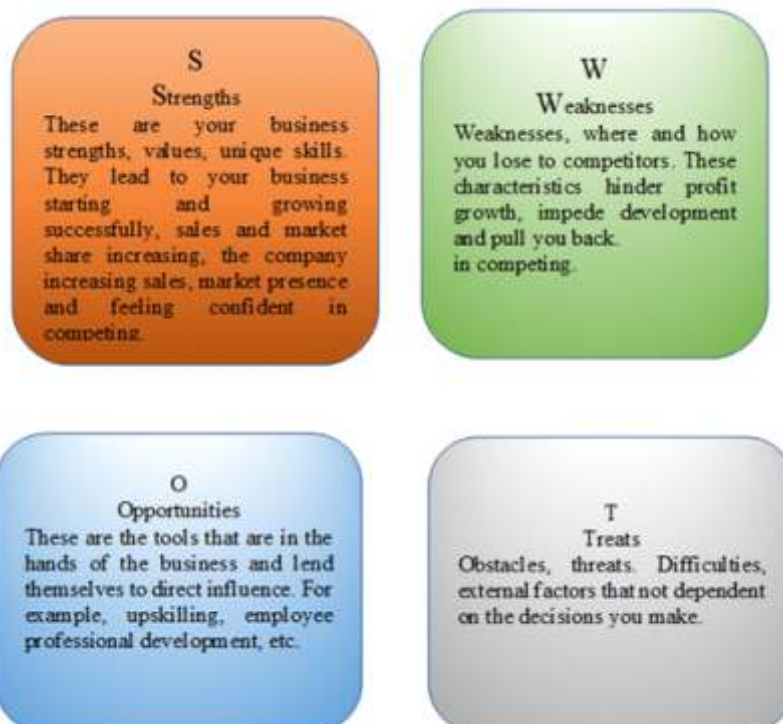 S
Strengths
These are your business
strengths, values, unique skills.
They lead to your business
starting and growing
successfully, sales and market
share increasing, the company
increasing sales, market presence
and feeling confident in
competing.
W
Weaknesses
Weaknesses, where and how
you lose to competitors. These
characteristics hinder profit
growth, impede development
and pull you back.
in competing.
O
Opportunities
These are the tools that are in the
hands of the business and lend
themselves to direct influence. For
example, upskilling, employee
professional development, etc.
T
Treats
Obstacles, threats. Difficulties,
external factors that not dependent
on the decisions you make.